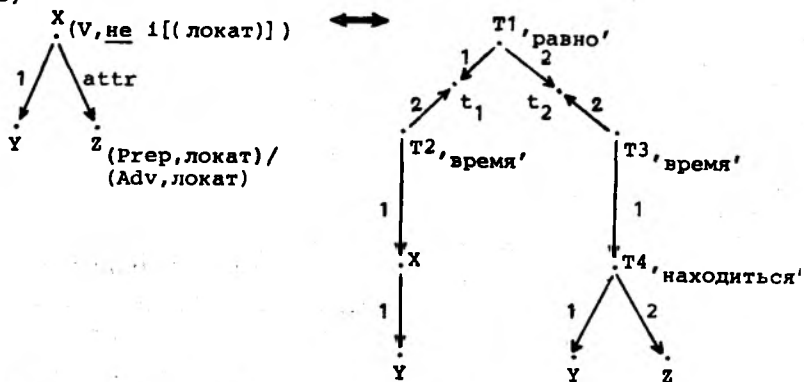 X (V, не i[(локат)])
1 attr
Y Z (Prep,локат)/
(Adv,локат)
T1 'равно'
1 2
t1 t2
2 2
T2 'время' T3 'время'
1 1
X T4 'находиться'
1 1 2
Y Y Z